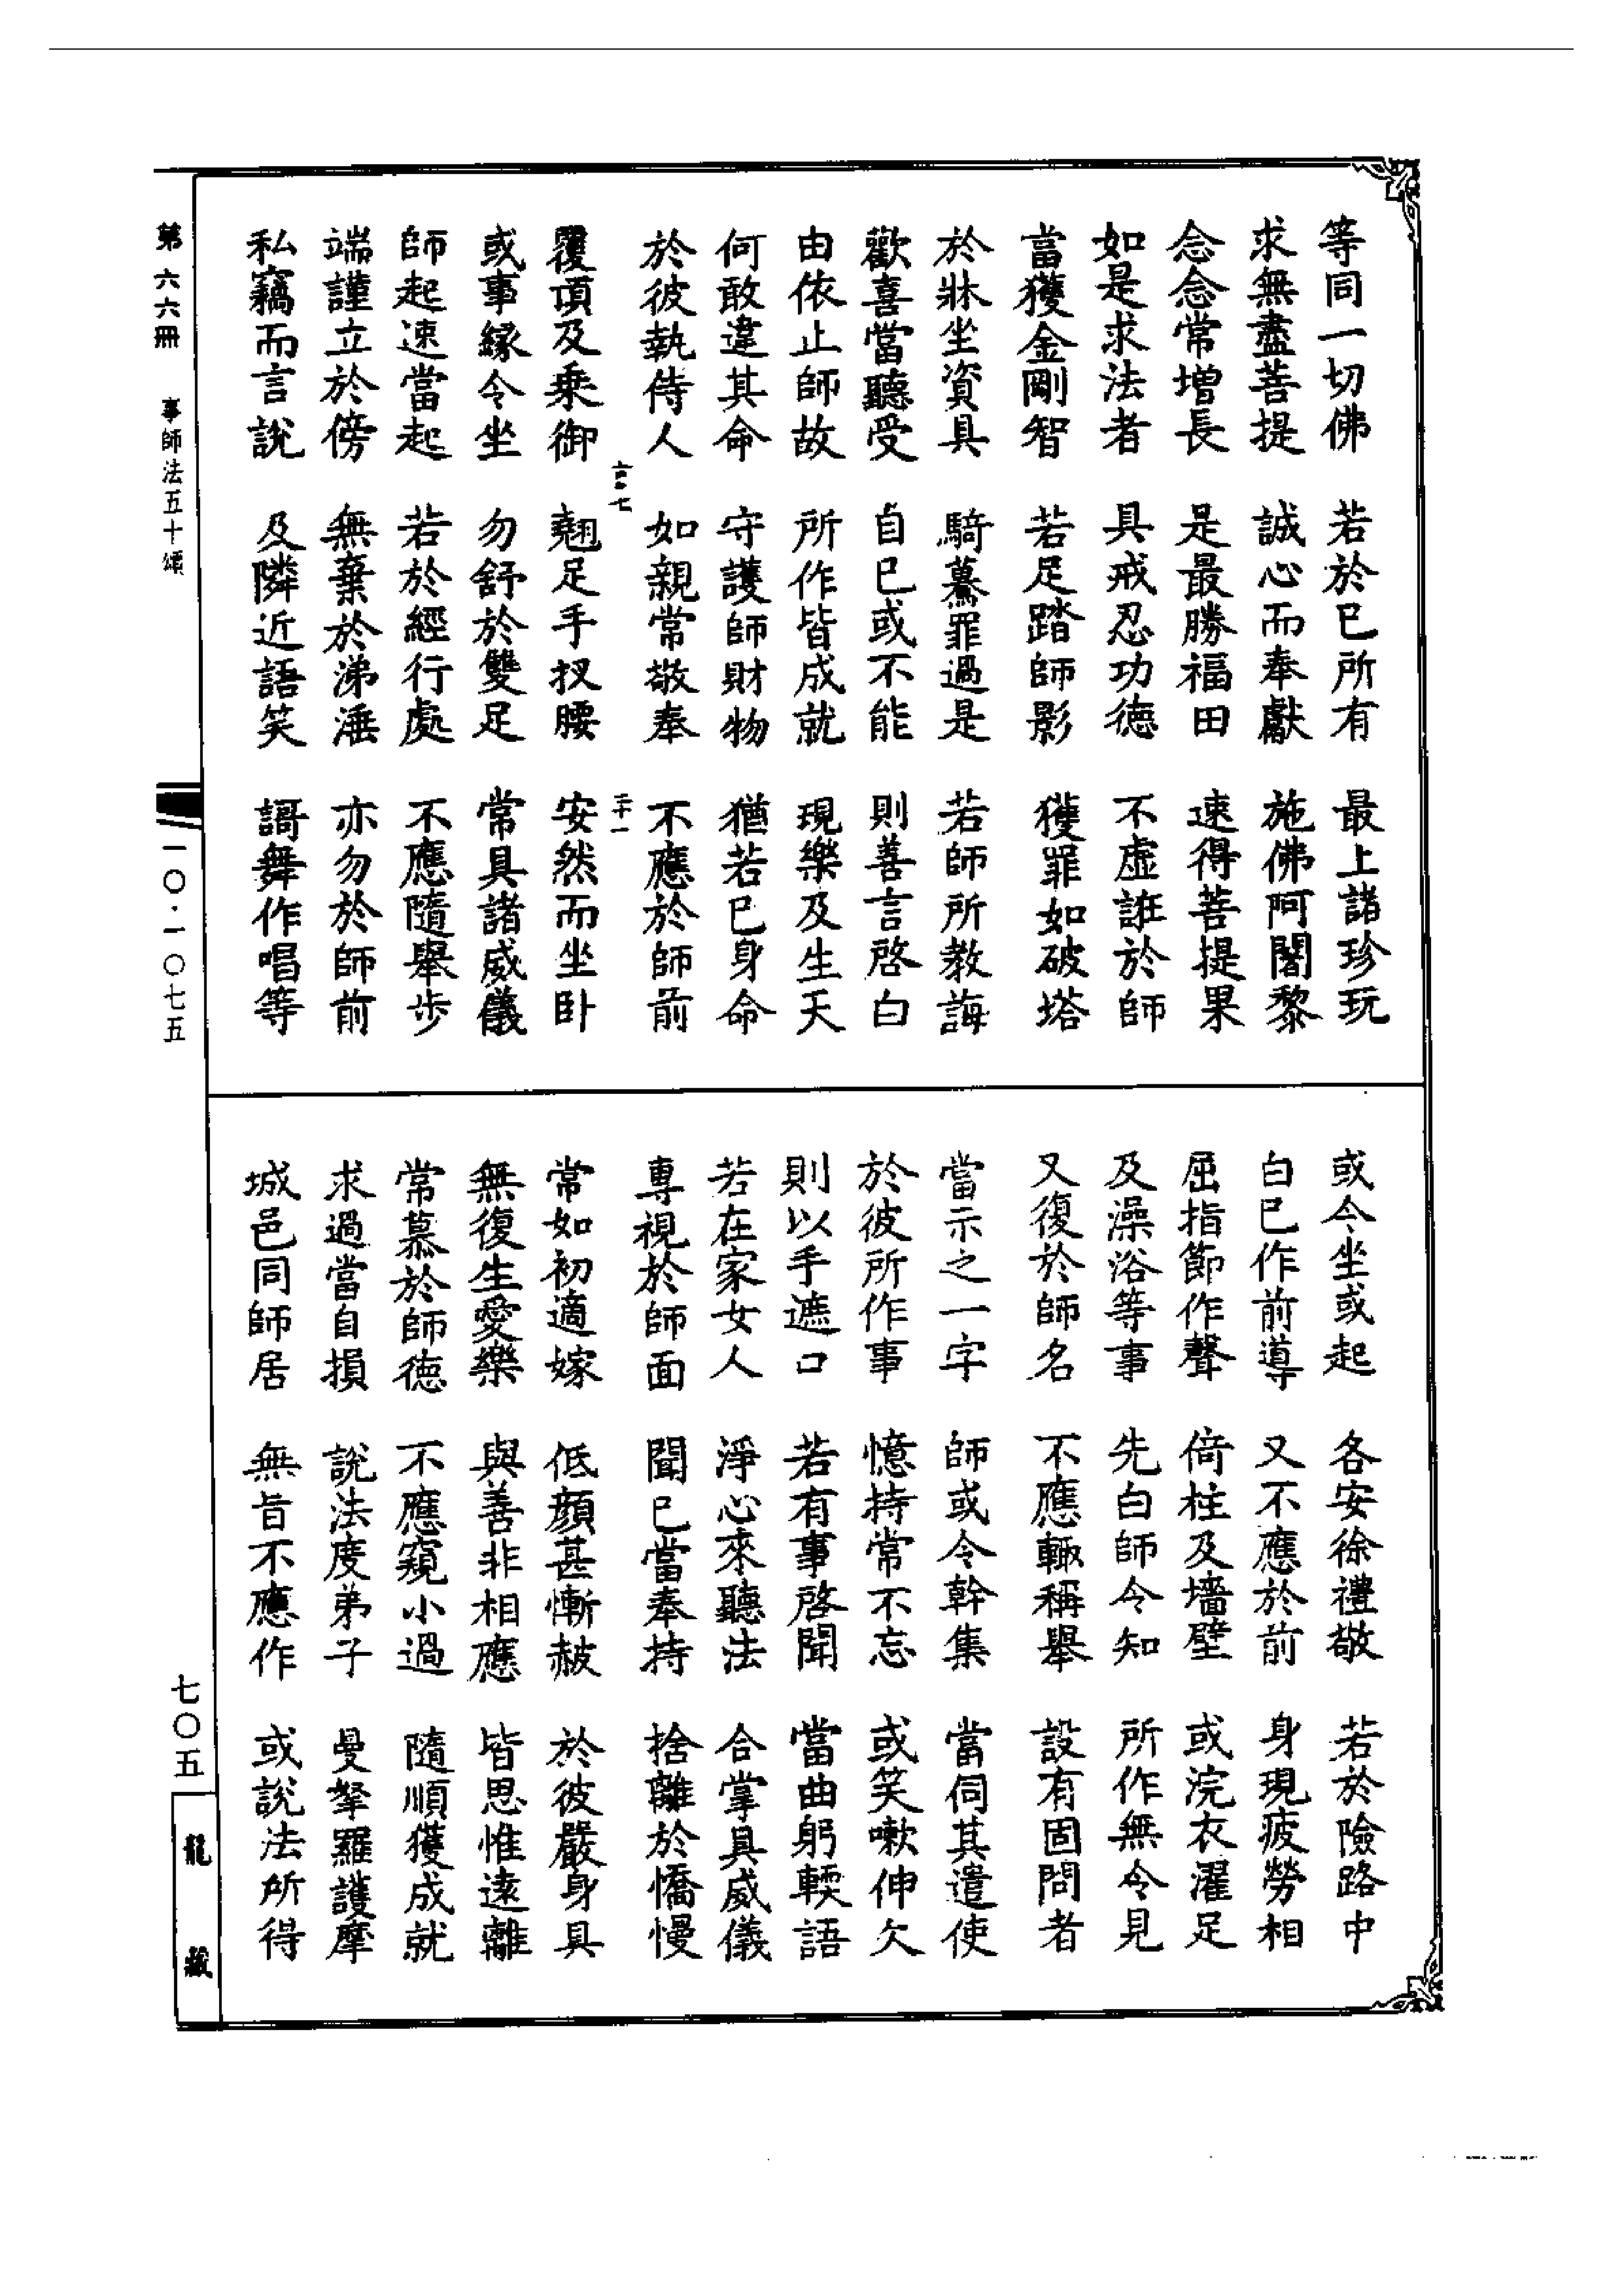 等同一切佛　若於已所有　最上諸珍玩
求無盡菩提　誠心而奉獻　施佛阿闍黎
念念常增長　是最勝福田　速得菩提果
如是求法者　具戒忍功德　不虛誑於師
當獲金剛智　若足踏師影　獲罪如破塔
於牀坐資具　騎驀罪過是　若師所教誨
歡喜當聽受　自已或不能　則善言啓白
由依止師故　所作皆成就　現樂及生天
何敢違其命　守護師財物　猶若已身命
於彼執侍人　如親常敬奉　不應於師前
覆頂及乗御　翹足手扠腰　安然而坐卧
或事緣令坐　勿舒於雙足　常具諸威儀
師起速當起　若於經行處　不應隨舉步
端謹立於傍　無棄於涕涶　亦勿於師前
私竊而言說　及隣近語笑　謌舞作唱等
或令坐或起　各安徐禮敬　若於險路中
白已作前導　又不應於前　身現疲勞相
屈指節作聲　倚柱及墻壁　或浣衣濯足
及澡浴等事　先白師令知　所作無令見
又復於師名　不應輙稱舉　設有固問者
當示之一字　師或令幹集　當伺其遣使
於彼所作事　憶持常不忘　或笑嗽伸欠
則以手遮口　若有事啓聞　當曲躬輭語
若在家女人　淨心來聽法　合掌具威儀
專視於師面　聞已當奉持　捨離於憍慢
常如初適嫁　低顏甚慚赧　於彼嚴身具
無復生愛樂　與善非相應　皆思惟遠離
常慕於師德　不應窺小過　隨順獲成就
求過當自損　說法度弟子　曼拏羅護摩
城邑同師居　無旨不應作　或說法所得
第六六冊　事師法五十頌
一〇·一〇七五
七〇五
龍藏